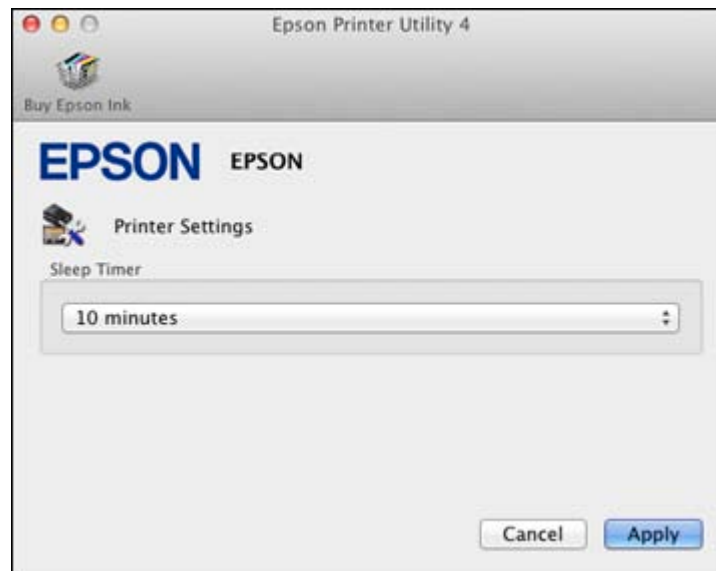 Epson Printer Utility 4
Buy Epson Ink
EPSON EPSON
Printer Settings
Sleep Timer
10 minutes
Cancel Apply